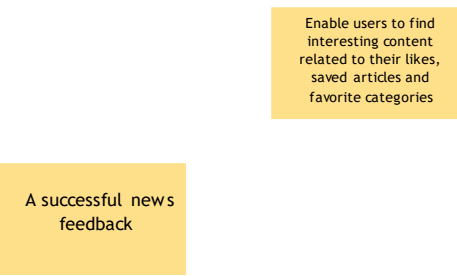 Enable users to find
interesting content
related to their likes,
saved articles and
favorite categories
A successful news
feedback